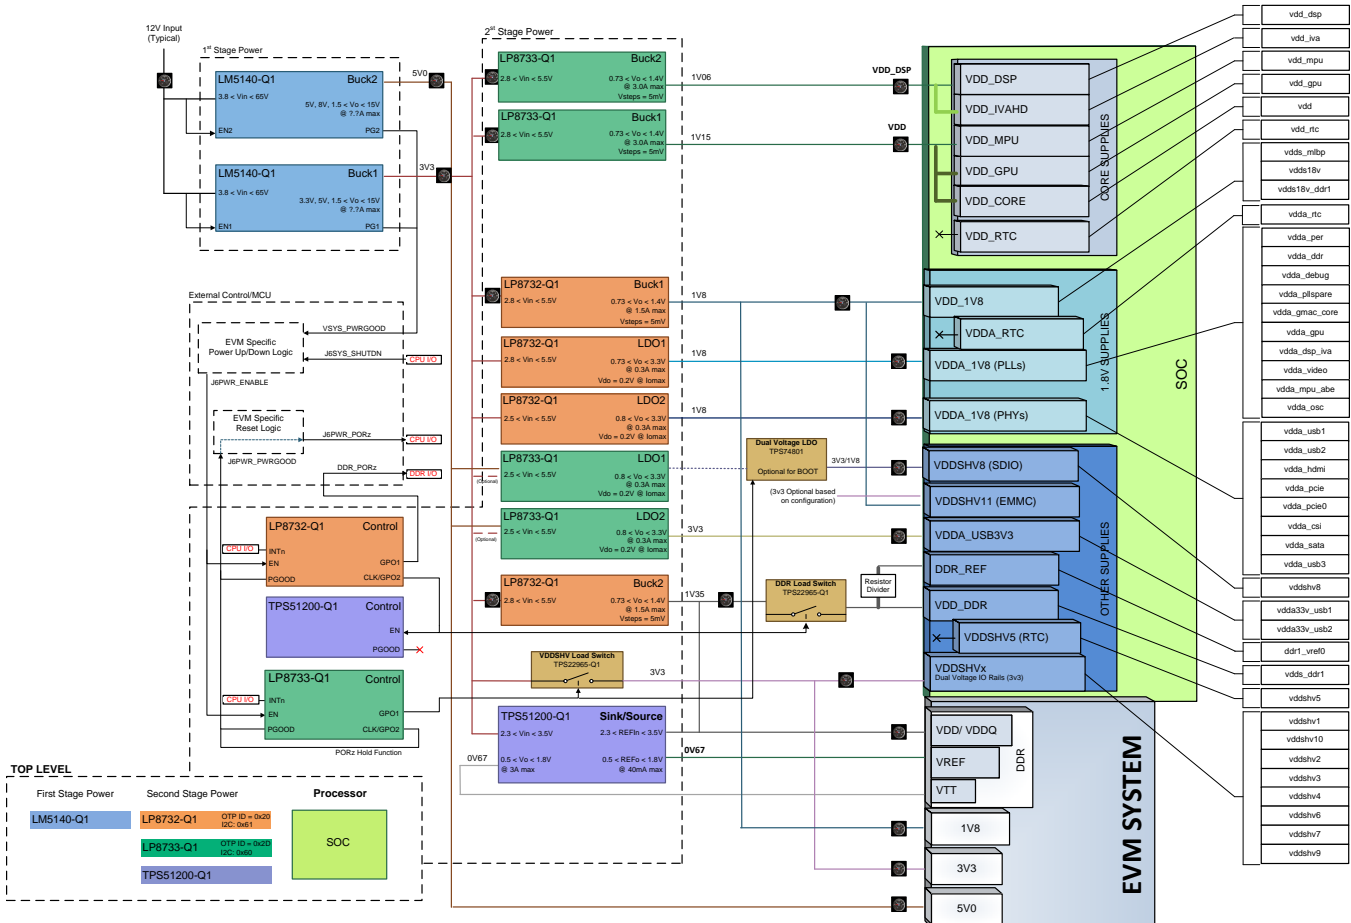 12V Input
(Typical)
1st Stage Power
LM5140-Q1 Buck2
3.8 < Vin < 65V
5V, 8V, 1.5 < Vo < 15V
@ ?.?A max
EN2 PG2
5V0
LM5140-Q1 Buck1
3.8 < Vin < 65V
3.3V, 5V, 1.5 < Vo < 15V
@ ?.?A max
EN1 PG1
3V3
2nd Stage Power
LP8733-Q1 Buck2
2.8 < Vin < 5.5V
0.73 < Vo < 1.4V
@ 3.0A max
Vsteps = 5mV
1V06
VDD_DSP
LP8733-Q1 Buck1
2.8 < Vin < 5.5V
0.73 < Vo < 1.4V
@ 3.0A max
Vsteps = 5mV
1V15
VDD
LP8732-Q1 Buck1
2.8 < Vin < 5.5V
0.73 < Vo < 1.4V
@ 1.5A max
Vsteps = 5mV
1V8
LP8732-Q1 LDO1
2.8 < Vin < 5.5V
0.73 < Vo < 3.3V
@ 0.3A max
Vdo = 0.2V @ Iomax
1V8
LP8732-Q1 LDO2
2.5 < Vin < 5.5V
0.8 < Vo < 3.3V
@ 0.3A max
Vdo = 0.2V @ Iomax
1V8
LP8733-Q1 LDO1
2.5 < Vin < 5.5V
0.8 < Vo < 3.3V
@ 0.3A max
Vdo = 0.2V @ Iomax
(Optional)
LP8733-Q1 LDO2
2.5 < Vin < 5.5V
0.8 < Vo < 3.3V
@ 0.3A max
Vdo = 0.2V @ Iomax
(Optional)
3V3
LP8732-Q1 Buck2
2.8 < Vin < 5.5V
0.73 < Vo < 1.4V
@ 1.5A max
Vsteps = 5mV
1V35
VDDSHV Load Switch
TPS22965-Q1
3V3
TPS51200-Q1 Sink/Source
2.3 < Vin < 3.5V
2.3 < REFIn < 3.5V
0.5 < Vo < 1.8V
@ 3A max
0.5 < REFo < 1.8V
@ 40mA max
0V67
0V67
Dual Voltage LDO
TPS74801
Optional for BOOT
3V3/1V8
(3v3 Optional based
on configuration)
DDR Load Switch
TPS22965-Q1
Resistor
Divider
External Control/MCU
EVM Specific
Power Up/Down Logic
VSYS_PWRGOOD
J6SYS_SHUTDN
CPU I/O
J6PWR_ENABLE
EVM Specific
Reset Logic
J6PWR_PORz
CPU I/O
J6PWR_PWRGOOD
DDR_PORz
DDR I/O
LP8732-Q1 Control
CPU I/O
INTn
EN
PGOOD
GPO1
CLK/GPO2
TPS51200-Q1 Control
EN
PGOOD
LP8733-Q1 Control
CPU I/O
INTn
EN
PGOOD
GPO1
CLK/GPO2
PORz Hold Function
TOP LEVEL
First Stage Power
Second Stage Power
Processor
LM5140-Q1
LP8732-Q1
OTP ID = 0x20
I2C: 0x61
LP8733-Q1
OTP ID = 0x2D
I2C: 0x60
TPS51200-Q1
SOC
VDD_DSP
VDD_IVAHD
VDD_MPU
VDD_GPU
VDD_CORE
VDD_RTC
CORE SUPPLIES
VDD_1V8
VDDA_RTC
VDDA_1V8 (PLLs)
VDDA_1V8 (PHYs)
1.8V SUPPLIES
VDDSHV8 (SDIO)
VDDSHV11 (EMMC)
VDDA_USB3V3
DDR_REF
VDD_DDR
VDDSHV5 (RTC)
VDDSHVx
Dual Voltage IO Rails (3v3)
OTHER SUPPLIES
SOC
VDD/ VDDQ
VREF
VTT
DDR
1V8
3V3
5V0
EVM SYSTEM
vdd_dsp
vdd_iva
vdd_mpu
vdd_gpu
vdd
vdd_rtc
vdds_mlbp
vdds18v
vdds18v_ddr1
vdda_rtc
vdda_per
vdda_ddr
vdda_debug
vdda_pllspare
vdda_gmac_core
vdda_gpu
vdda_dsp_iva
vdda_video
vdda_mpu_abe
vdda_osc
vdda_usb1
vdda_usb2
vdda_hdmi
vdda_pcie
vdda_pcie0
vdda_csi
vdda_sata
vdda_usb3
vddshv8
vdda33v_usb1
vdda33v_usb2
ddr1_vref0
vdds_ddr1
vddshv5
vddshv1
vddshv10
vddshv2
vddshv3
vddshv4
vddshv6
vddshv7
vddshv9